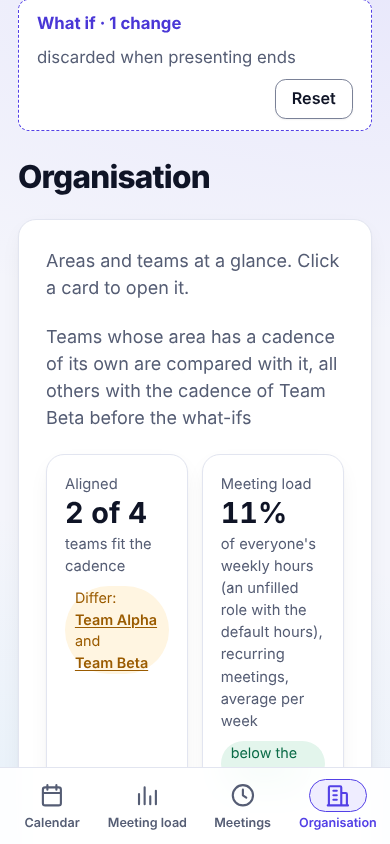 What if · 1 change
discarded when presenting ends
Reset
Organisation
Areas and teams at a glance. Click
a card to open it.
Teams whose area has a cadence
of its own are compared with it, all
others with the cadence of Team
Beta before the what-ifs
Aligned
2 of 4
teams fit the
cadence
Differ:
Team Alpha
and
Team Beta
Meeting load
11%
of everyone's
weekly hours
(an unfilled
role with the
default hours),
recurring
meetings,
average per
week
below the
Calendar
Meeting load
Meetings
Organisation